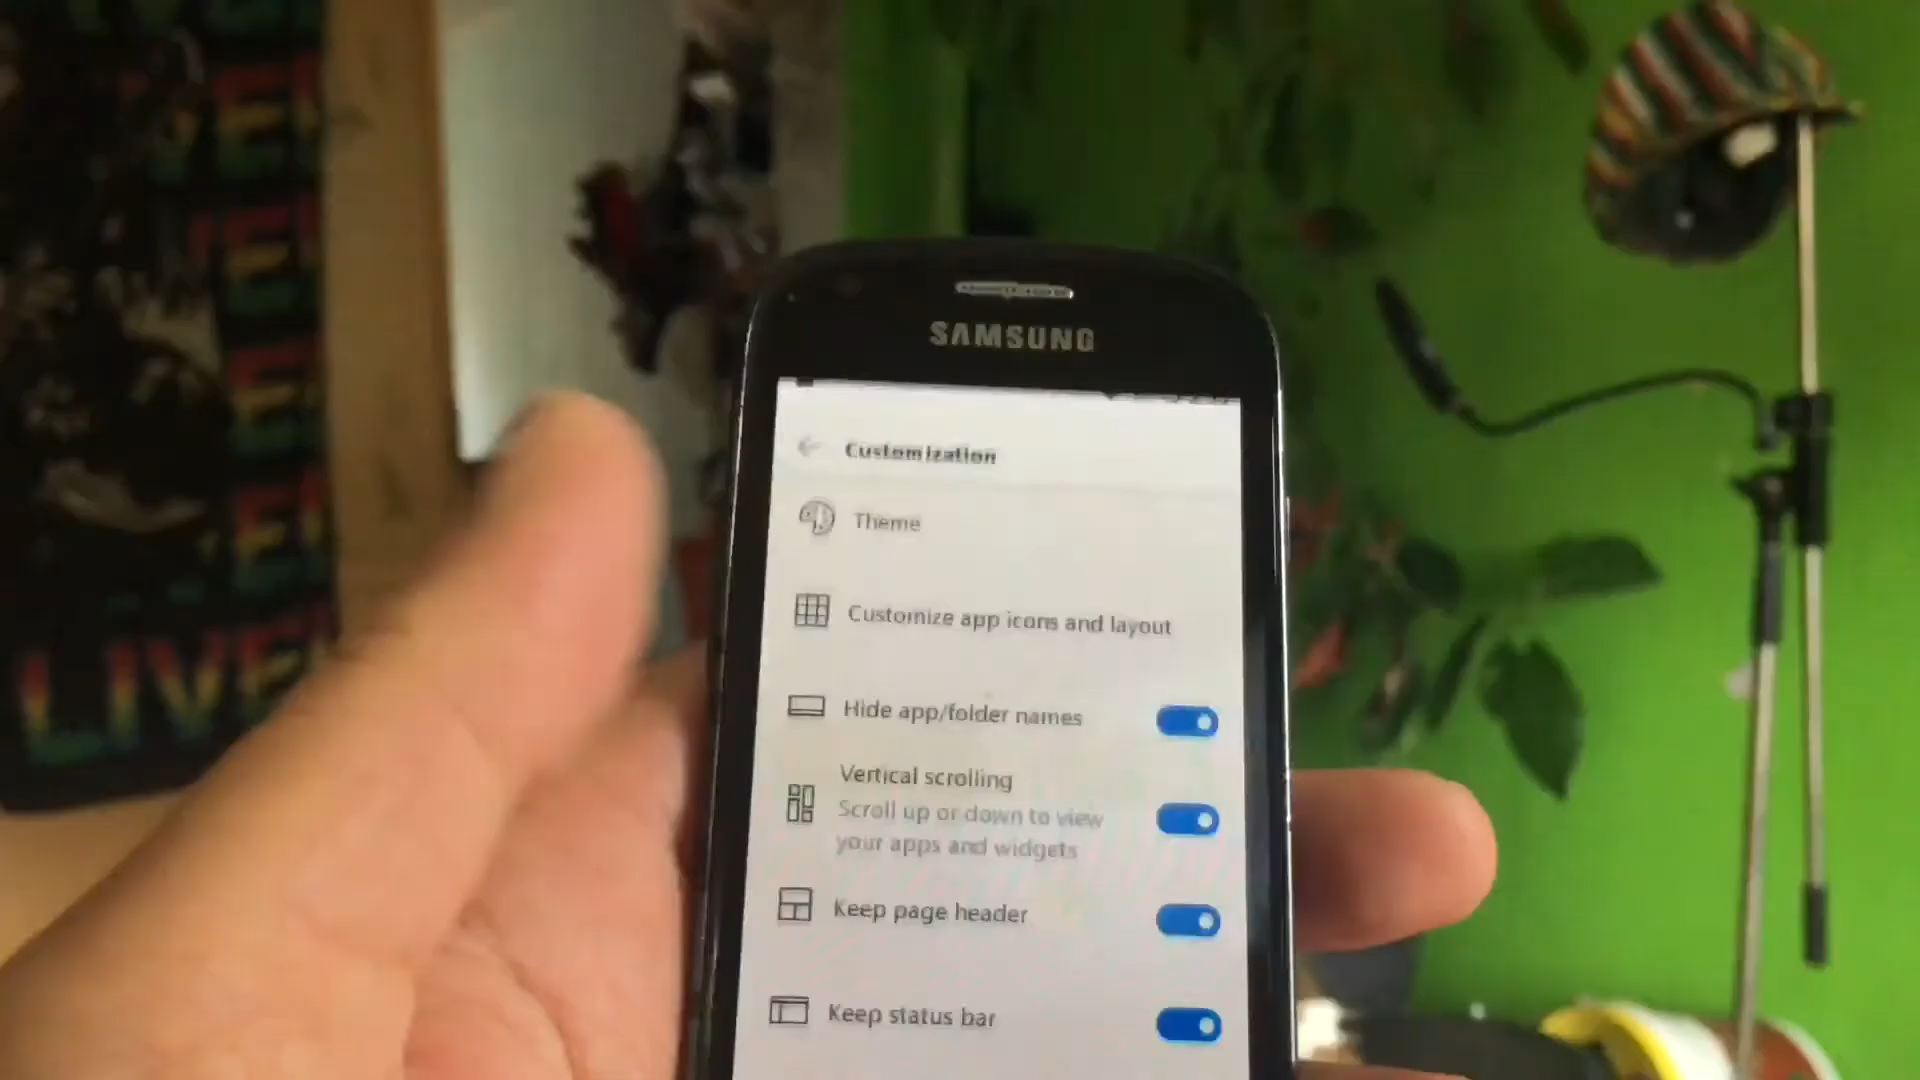 LIVE
SAMSUNG
Customization
Theme
Customize app icons and layout
Hide app/folder names
Vertical scrolling
Scroll up or down to view
your apps and widgets
Keep page header
Keep status bar